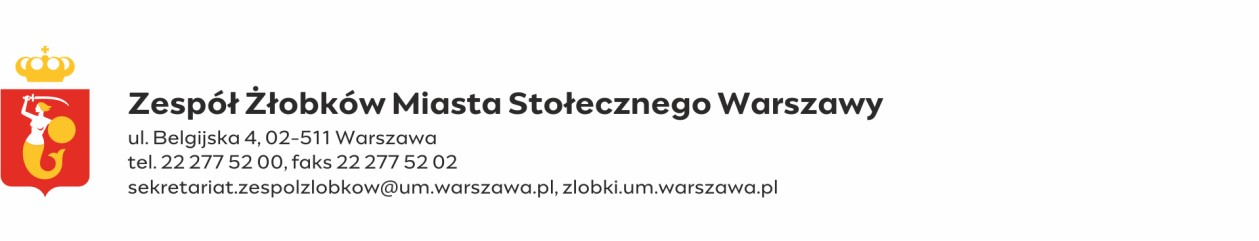 Zespół Żłobków Miasta Stołecznego Warszawy
ul. Belgijska 4, 02-511 Warszawa
tel. 22 277 52 00, faks 22 277 52 02
sekretariat.zespolzlobkow@um.warszawa.pl, zlobki.um.warszawa.pl